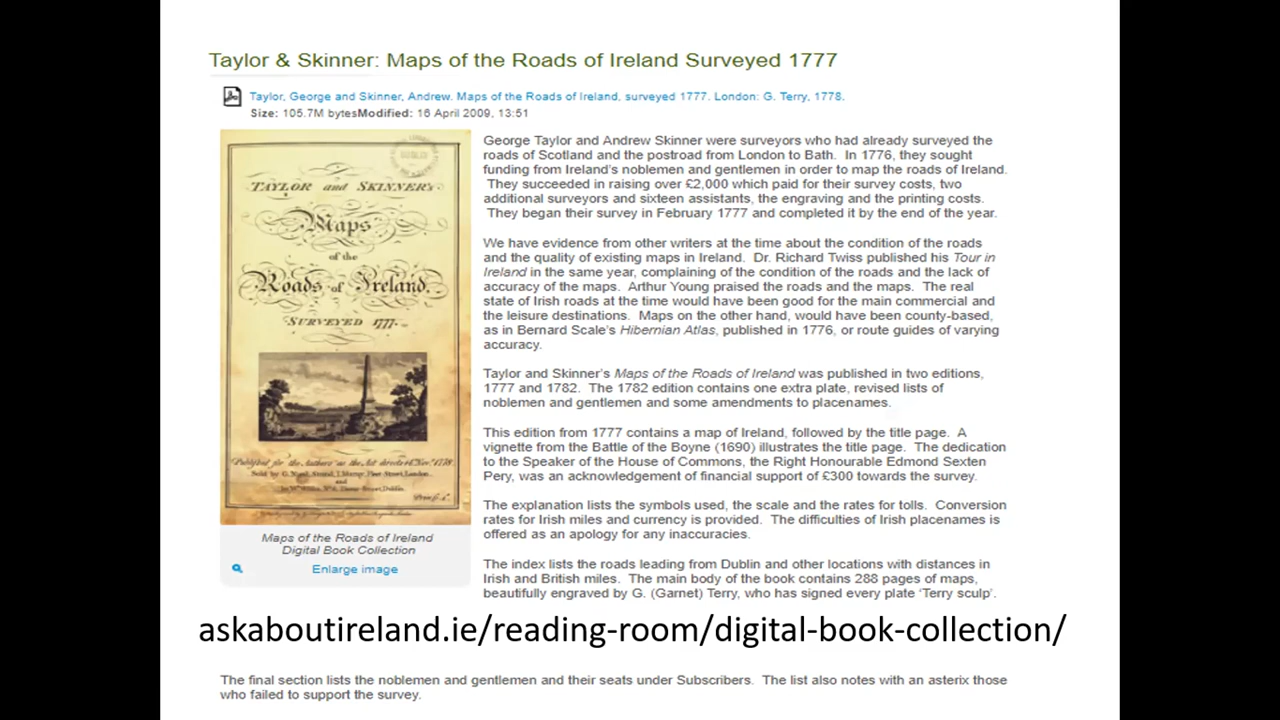 Taylor & Skinner: Maps of the Roads of Ireland Surveyed 1777
Taylor, George and Skinner, Andrew. Maps of the Roads of Ireland, surveyed 1777. London: G. Terry, 1778.
Size: 105.7M bytesModified: 16 April 2009, 13:51
TAYLOR and SKINNER's
Maps
of the
Roads of Ireland,
SURVEYED 1777.
Maps of the Roads of Ireland
Digital Book Collection
Enlarge image
George Taylor and Andrew Skinner were surveyors who had already surveyed the
roads of Scotland and the postroad from London to Bath. In 1776, they sought
funding from Ireland's noblemen and gentlemen in order to map the roads of Ireland.
They succeeded in raising over £2,000 which paid for their survey costs, two
additional surveyors and sixteen assistants, the engraving and the printing costs.
They began their survey in February 1777 and completed it by the end of the year.
We have evidence from other writers at the time about the condition of the roads
and the quality of existing maps in Ireland. Dr. Richard Twiss published his Tour in
Ireland in the same year, complaining of the condition of the roads and the lack of
accuracy of the maps. Arthur Young praised the roads and the maps. The real
state of Irish roads at the time would have been good for the main commercial and
the leisure destinations. Maps on the other hand, would have been county-based,
as in Bernard Scale's Hibernian Atlas, published in 1776, or route guides of varying
accuracy.
Taylor and Skinner's Maps of the Roads of Ireland was published in two editions,
1777 and 1782. The 1782 edition contains one extra plate, revised lists of
noblemen and gentlemen and some amendments to placenames.
This edition from 1777 contains a map of Ireland, followed by the title page. A
vignette from the Battle of the Boyne (1690) illustrates the title page. The dedication
to the Speaker of the House of Commons, the Right Honourable Edmond Sexten
Pery, was an acknowledgement of financial support of £300 towards the survey.
The explanation lists the symbols used, the scale and the rates for tolls. Conversion
rates for Irish miles and currency is provided. The difficulties of Irish placenames is
offered as an apology for any inaccuracies.
The index lists the roads leading from Dublin and other locations with distances in
Irish and British miles. The main body of the book contains 288 pages of maps,
beautifully engraved by G. (Garnet) Terry, who has signed every plate 'Terry sculp'.
askaboutireland.ie/reading-room/digital-book-collection/
The final section lists the noblemen and gentlemen and their seats under Subscribers. The list also notes with an asterix those
who failed to support the survey.